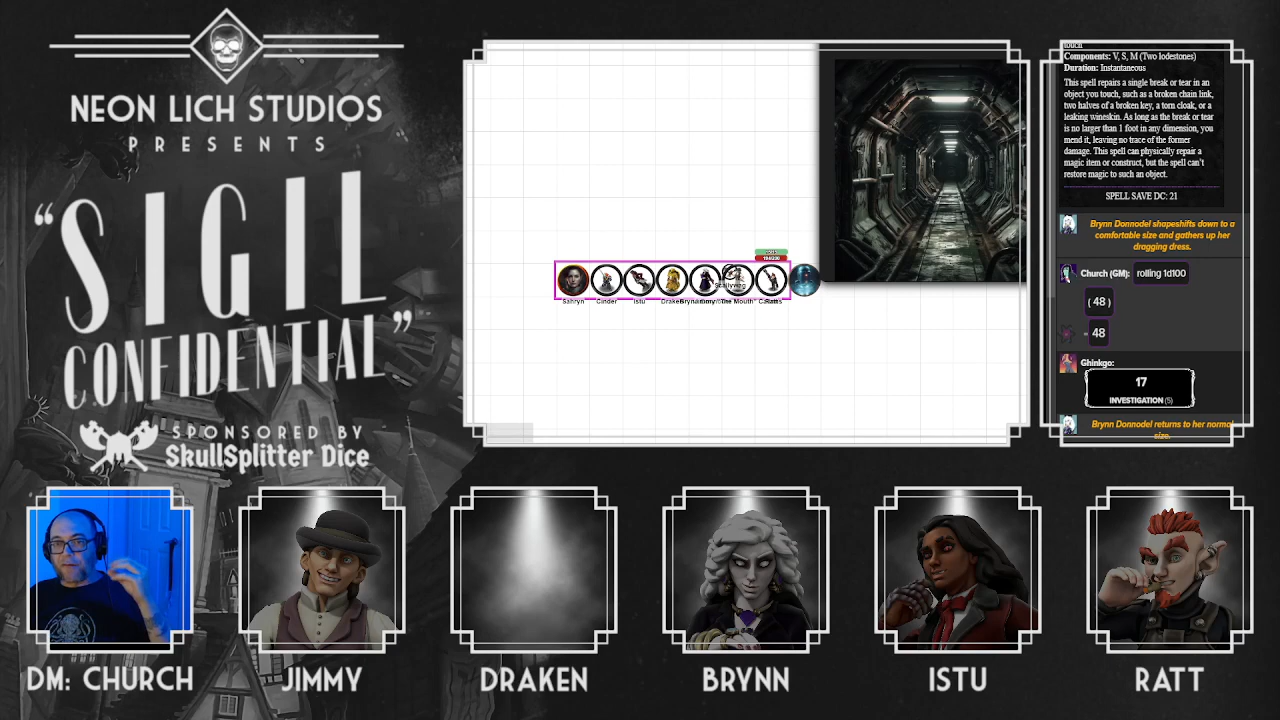 NEON LICH STUDIOS
PRESENTS
“SIGIL
CONFIDENTIAL”
SPONSORED BY
SkullSplitter Dice
Sahryn
Cinder
Istu
The Mouth
touch
Components: V, S, M (Two lodestones)
Duration: Instantaneous
This spell repairs a single break or tear in an
object you touch, such as a broken chain link,
two halves of a broken key, a torn cloak, or a
leaking wineskin. As long as the break or tear
is no larger than 1 foot in any dimension, you
mend it, leaving no trace of the former
damage. This spell can physically repair a
magic item or construct, but the spell can't
restore magic to such an object.
SPELL SAVE DC: 21
Brynn Donnodel shapeshifts down to a
comfortable size and gathers up her
dragging dress.
Church (GM): rolling 1d100
(48)
= 48
Ghinkgo:
17
INVESTIGATION (5)
Brynn Donnodel returns to her normal
size.
DM: CHURCH
JIMMY
DRAKEN
BRYNN
ISTU
RATT